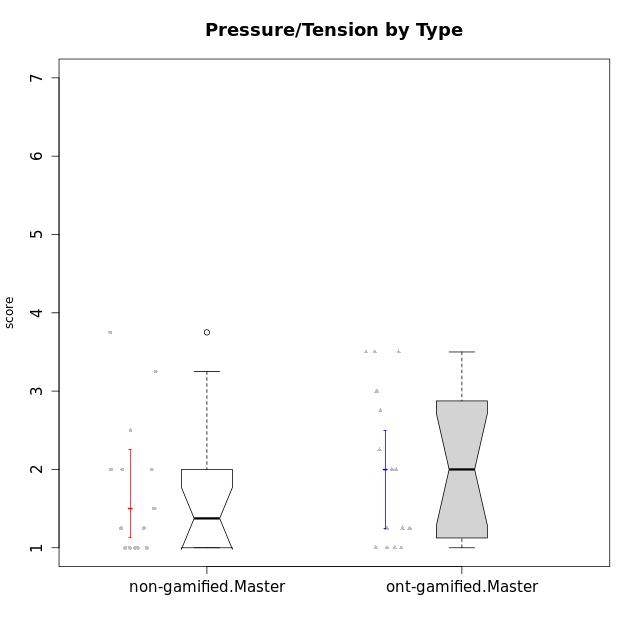 Pressure/Tension by Type
score
7
6
5
4
3
2
1
non-gamified.Master
ont-gamified.Master